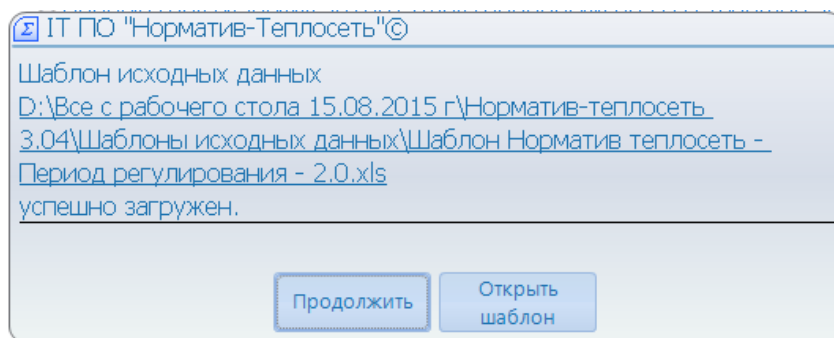 Σ IT ПО "Норматив-Теплосеть"©
Шаблон исходных данных
D:\Все с рабочего стола 15.08.2015 г\Норматив-теплосеть
3.04\Шаблоны исходных данных\Шаблон Норматив теплосеть -
Период регулирования - 2.0.xls
успешно загружен.
Продолжить
Открыть
шаблон